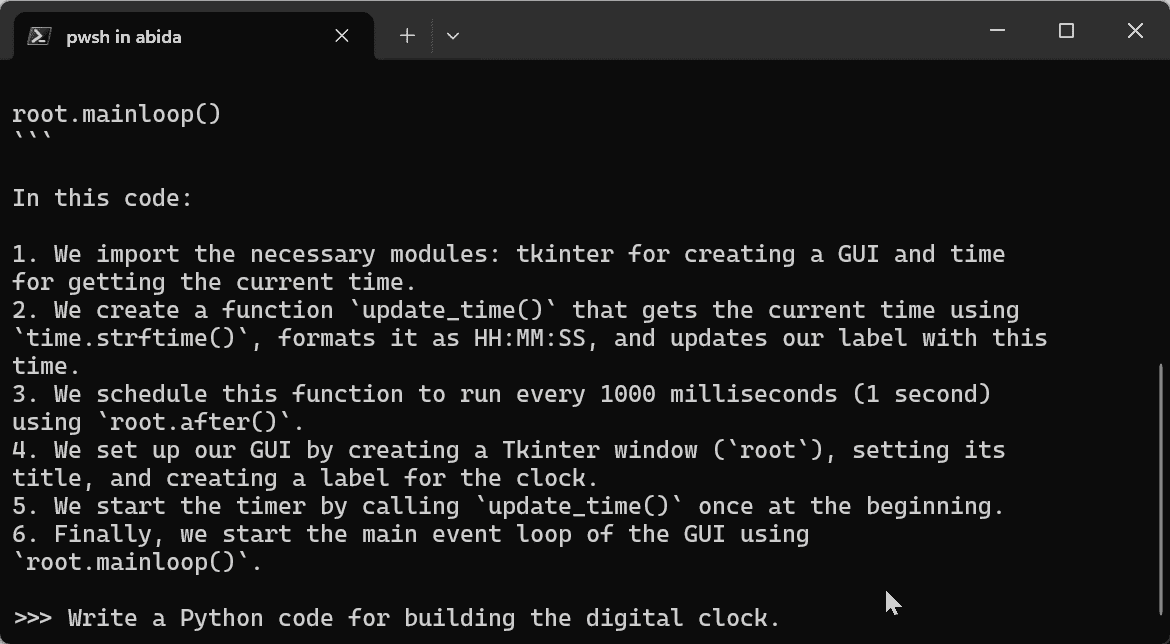 pwsh in abida
root.mainloop()
```
In this code:
1. We import the necessary modules: tkinter for creating a GUI and time
for getting the current time.
2. We create a function `update_time()` that gets the current time using
`time.strftime()`, formats it as HH:MM:SS, and updates our label with this
time.
3. We schedule this function to run every 1000 milliseconds (1 second)
using `root.after()`.
4. We set up our GUI by creating a Tkinter window (`root`), setting its
title, and creating a label for the clock.
5. We start the timer by calling `update_time()` once at the beginning.
6. Finally, we start the main event loop of the GUI using
`root.mainloop()`.
>>> Write a Python code for building the digital clock.